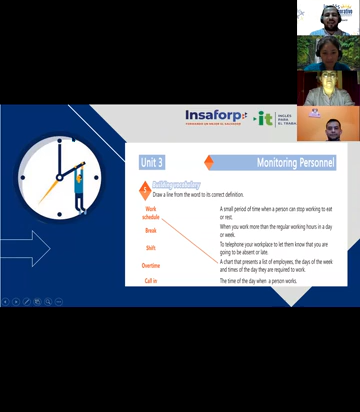 Insaforp
it
INGLÉS
PARA
EL TRABAJO
Unit 3
Monitoring Personnel
Building vocabulary
Draw a line from the word to its correct definition.
Work
schedule
A small period of time when a person can stop working to eat
or rest.
Break
When you work more than the regular working hours in a day
or week.
Shift
To telephone your workplace to let them know that you are
going to be absent or late.
Overtime
A chart that presents a list of employees, the days of the week
and times of the day they are required to work.
Call in
The time of the day when a person works.